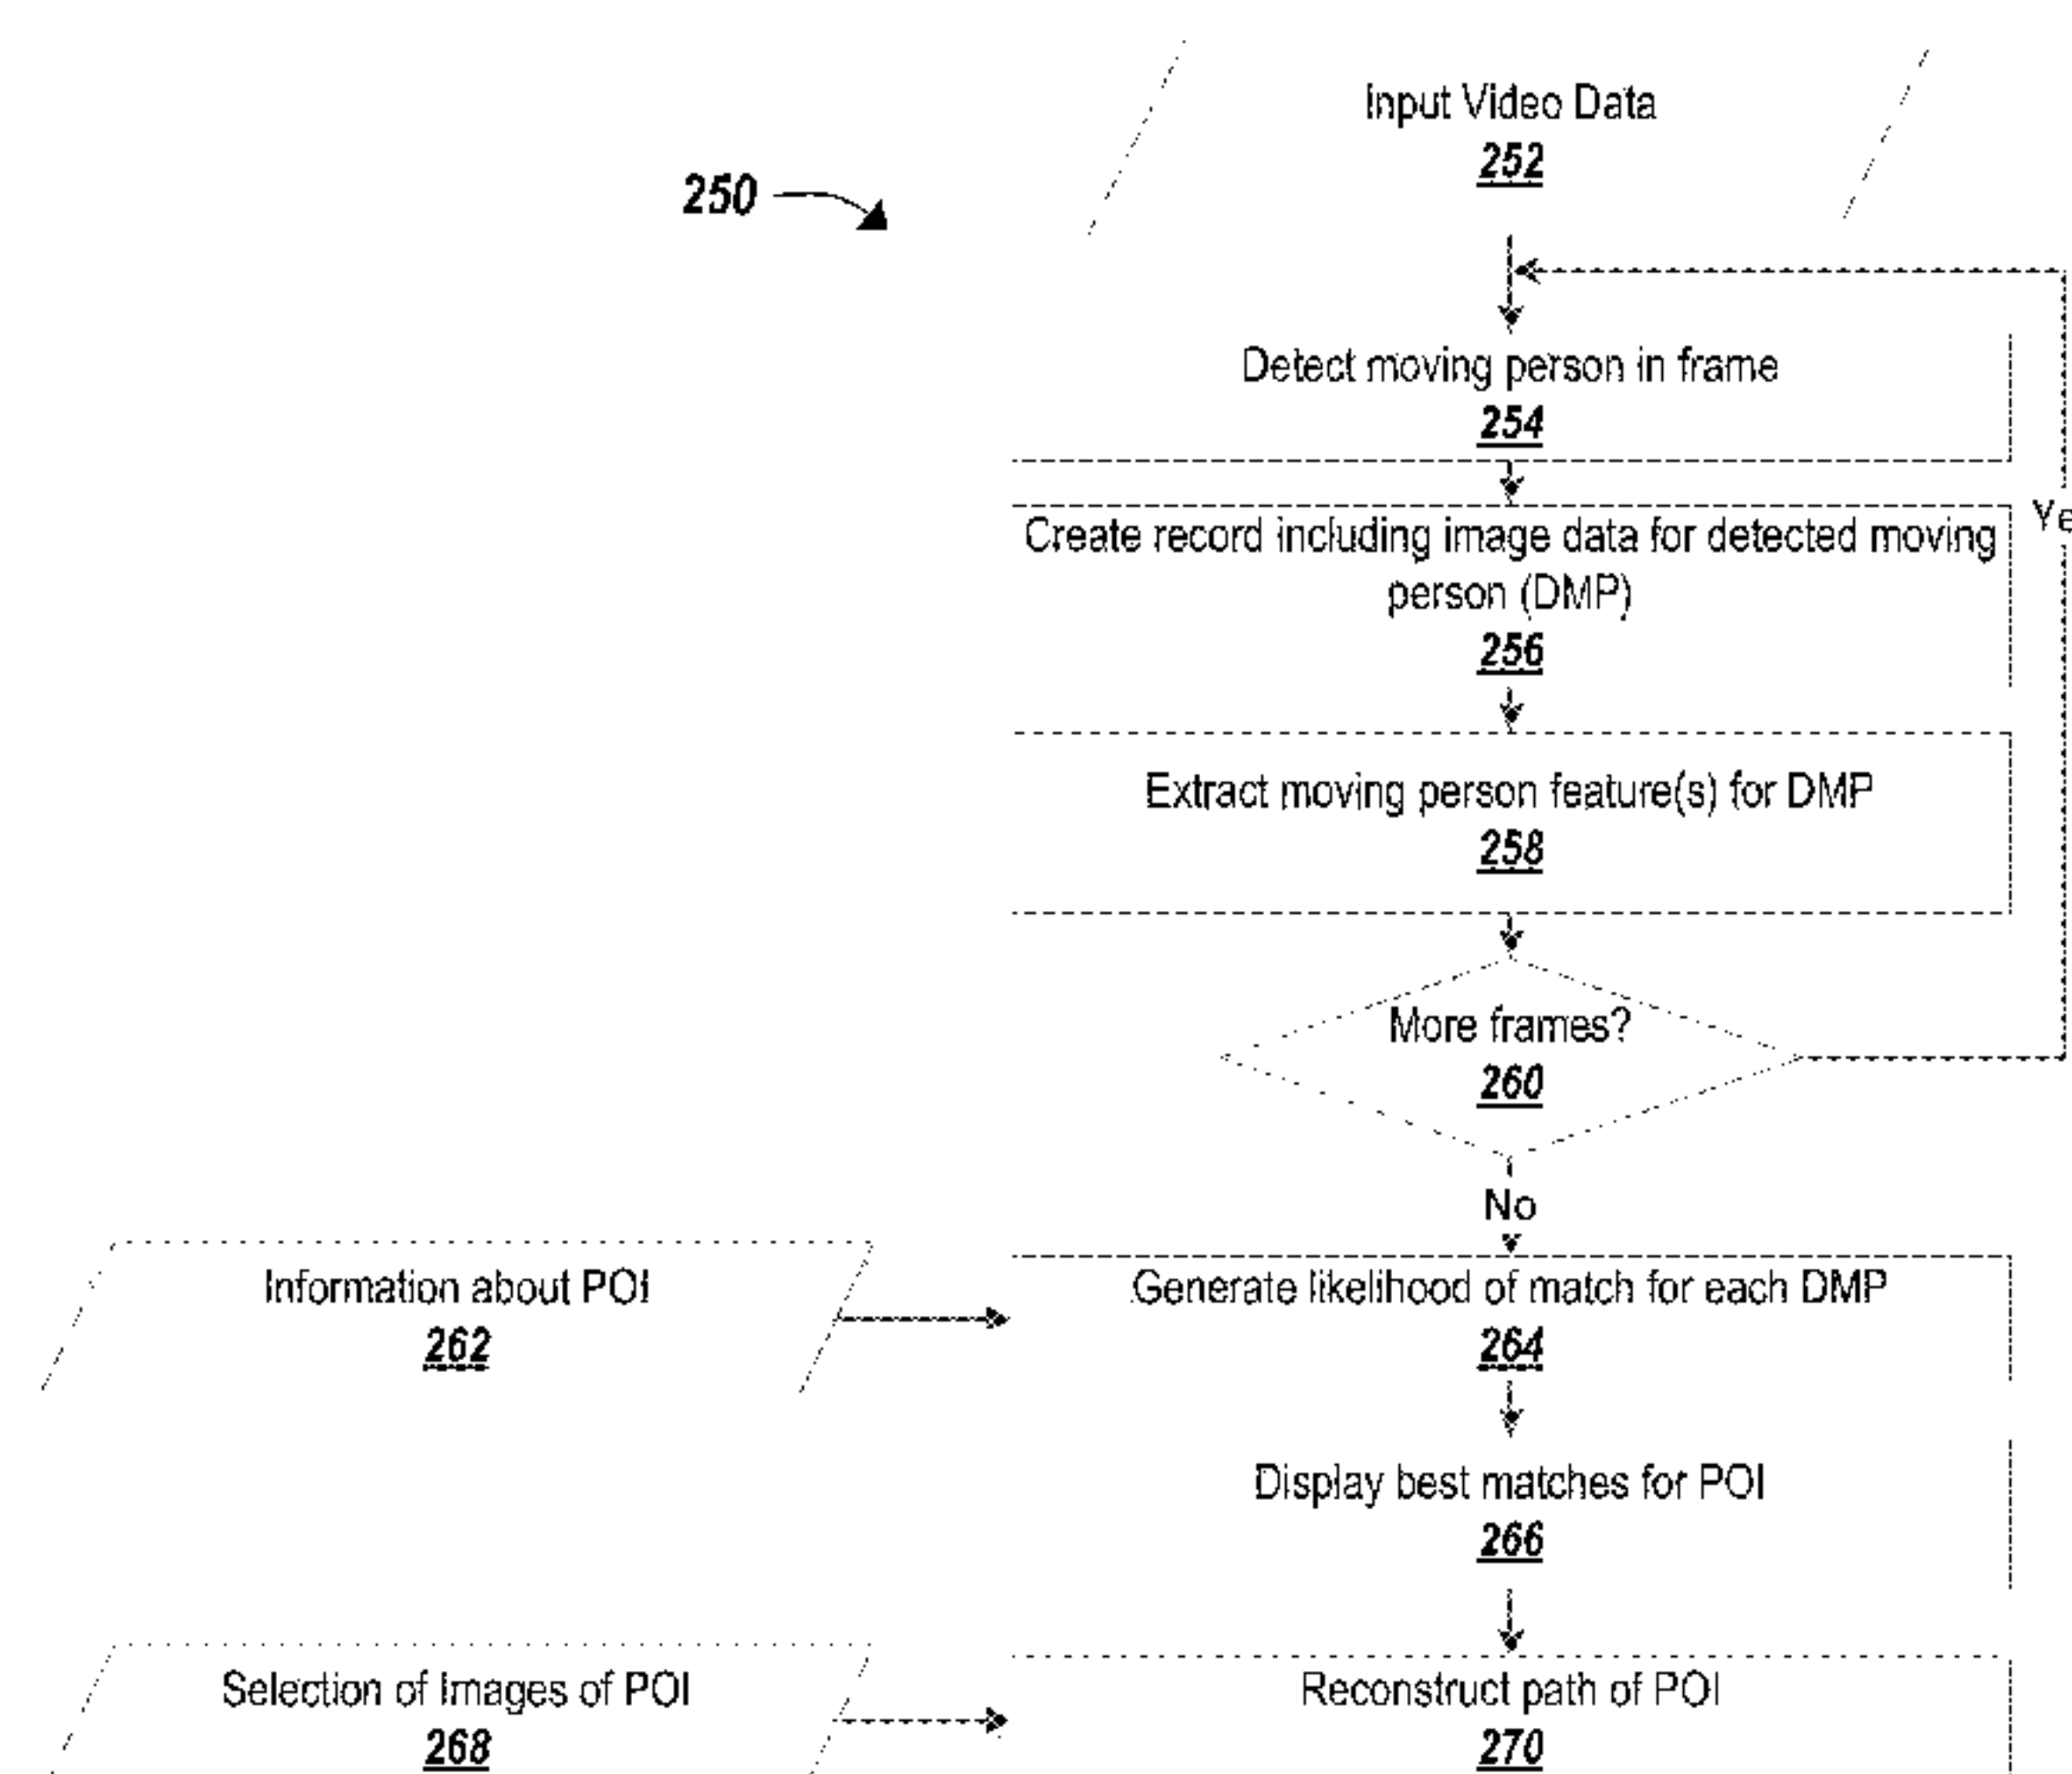 Input Video Data
252
250
Detect moving person in frame
254
Create record including image data for detected moving
person (DMP)
256
Extract moving person feature(s) for DMP
258
More frames?
260
No
Information about POI
262
Generate likelihood of match for each DMP
264
Display best matches for POI
266
Selection of Images of POI
268
Reconstruct path of POI
270